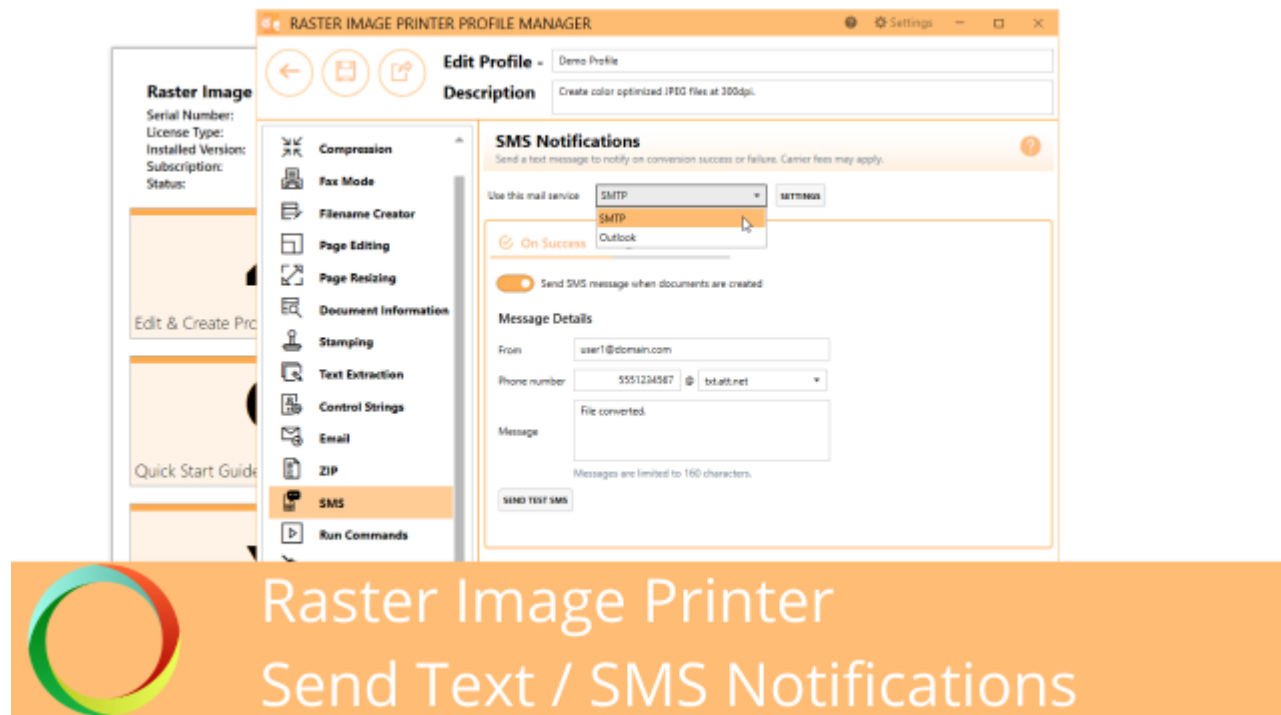 RASTER IMAGE PRINTER PROFILE MANAGER
Settings
Edit Profile - Demo Profile
Description Create color optimized JPEG files at 300dpi.
Raster Image
Serial Number:
License Type:
Installed Version:
Subscription:
Status:
Edit & Create Pro
Quick Start Guide
Compression
Fax Mode
Filename Creator
Page Editing
Page Resizing
Document Information
Stamping
Text Extraction
Control Strings
Email
ZIP
SMS
Run Commands
SMS Notifications
Send a text message to notify on conversion success or failure. Carrier fees may apply.
Use this mail service SMTP SETTINGS
SMTP
Outlook
On Success
Send SMS message when documents are created
Message Details
From user1@domain.com
Phone number 5551234567 @ txt.att.net
Message File converted.
Messages are limited to 160 characters.
SEND TEST SMS
Raster Image Printer
Send Text / SMS Notifications